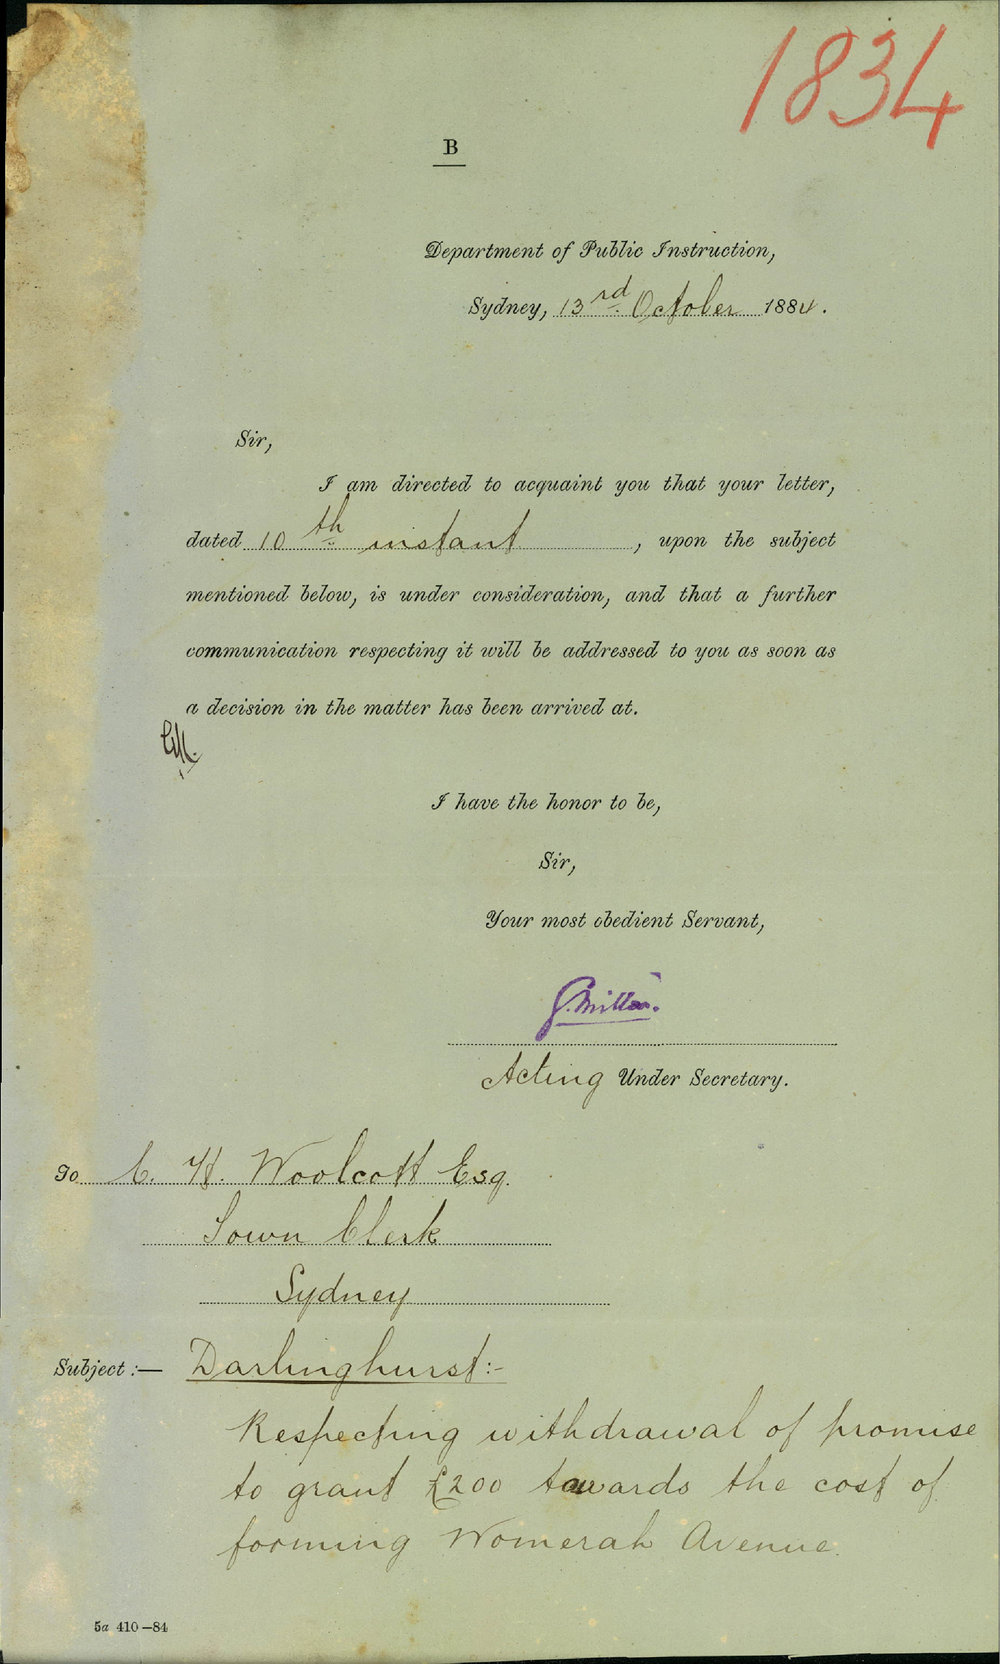 1834
B
Department of Public Instruction,
Sydney, 13rd. October 1884.
Sir,
I am directed to acquaint you that your letter,
dated 10th instant, upon the subject
mentioned below, is under consideration, and that a further
communication respecting it will be addressed to you as soon as
a decision in the matter has been arrived at.
I have the honor to be,
Sir,
Your most obedient Servant,
G. Miller.
Acting Under Secretary.
To C. H. Woolcott Esq.
Town Clerk
Sydney
Subject:— Darlinghurst:-
Respecting withdrawal of promise
to grant £200 towards the cost of
forming Womerah Avenue.
5a 410—84